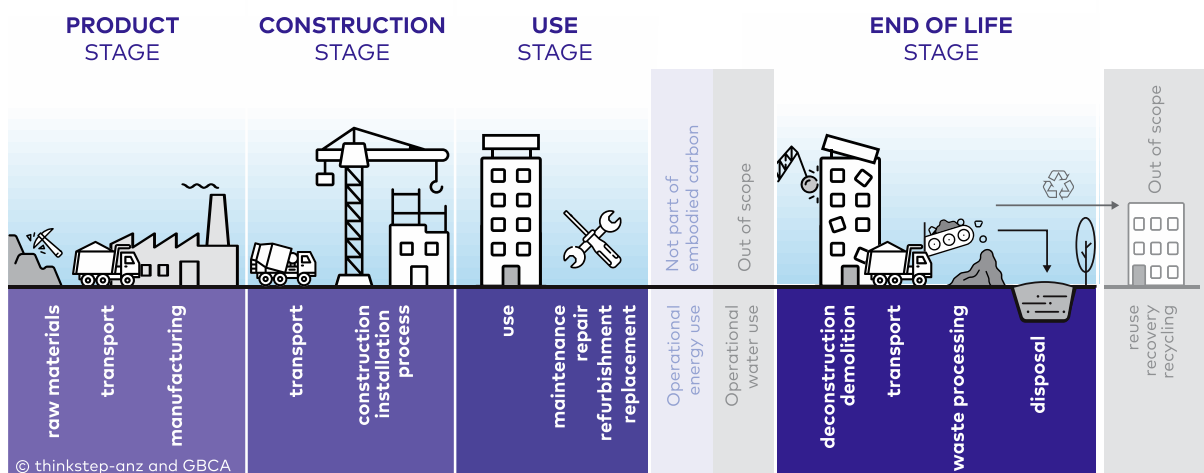 PRODUCT
STAGE
CONSTRUCTION
STAGE
USE
STAGE
END OF LIFE
STAGE
Not part of
embodied carbon
Out of scope
Out of scope
raw materials
transport
manufacturing
transport
construction
installation
process
use
maintenance
repair
refurbishment
replacement
Operational
energy use
Operational
water use
deconstruction
demolition
transport
waste processing
disposal
reuse
recovery
recycling
© thinkstep-anz and GBCA